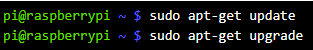 pi@raspberrypi ~ $ sudo apt-get update
pi@raspberrypi ~ $ sudo apt-get upgrade